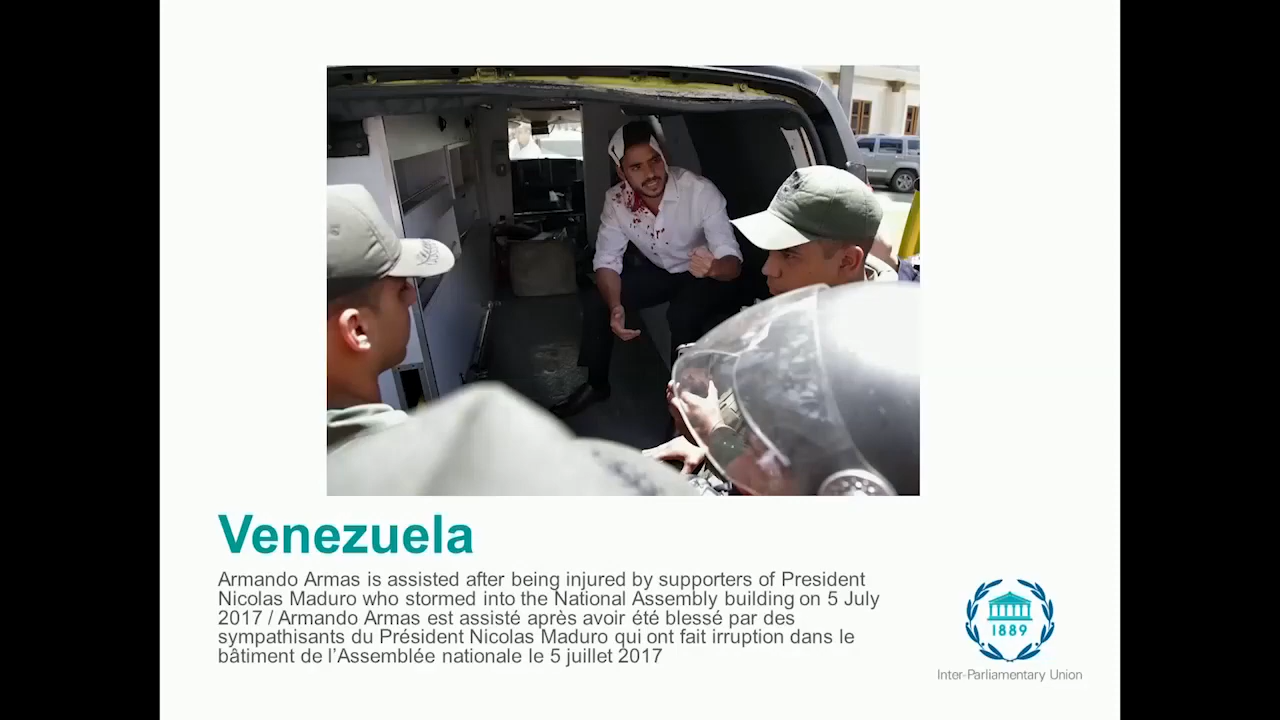 Venezuela
Armando Armas is assisted after being injured by supporters of President
Nicolas Maduro who stormed into the National Assembly building on 5 July
2017 / Armando Armas est assisté après avoir été blessé par des
sympathisants du Président Nicolas Maduro qui ont fait irruption dans le
bâtiment de l’Assemblée nationale le 5 juillet 2017
1889
Inter-Parliamentary Union